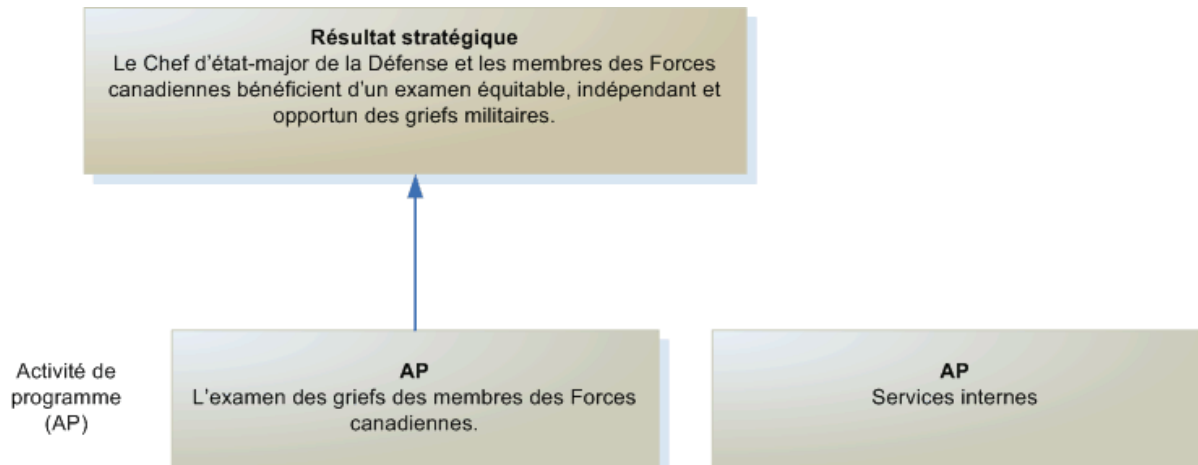 Résultat stratégique
Le Chef d'état-major de la Défense et les membres des Forces
canadiennes bénéficient d'un examen équitable, indépendant et
opportun des griefs militaires.
Activité de
programme
(AP)
AP
L'examen des griefs des membres des Forces
canadiennes.
AP
Services internes